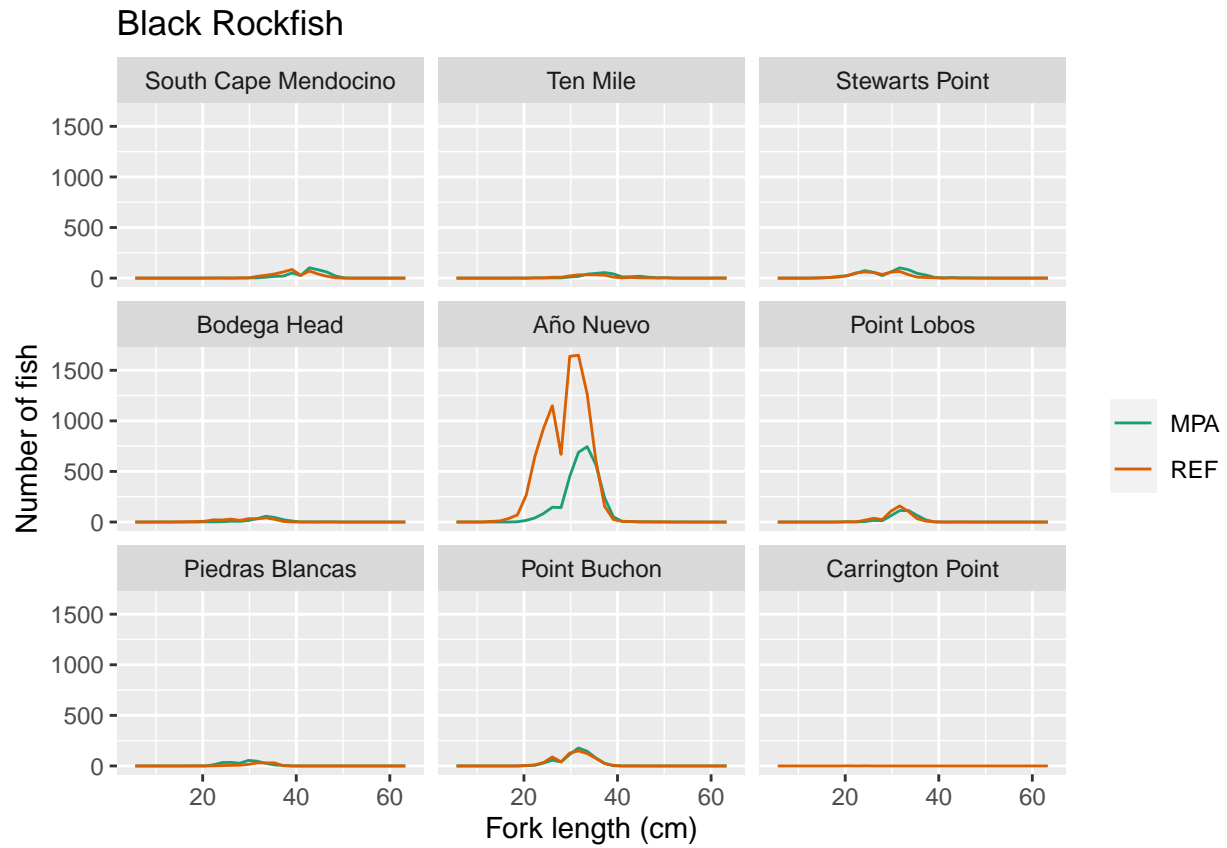 Black Rockfish
South Cape Mendocino
Ten Mile
Stewarts Point
1500
1000
500
0
Bodega Head
Año Nuevo
Point Lobos
1500
1000
500
0
Piedras Blancas
Point Buchon
Carrington Point
1500
1000
500
0
20 40 60 20 40 60 20 40 60
Fork length (cm)
Number of fish
MPA
REF